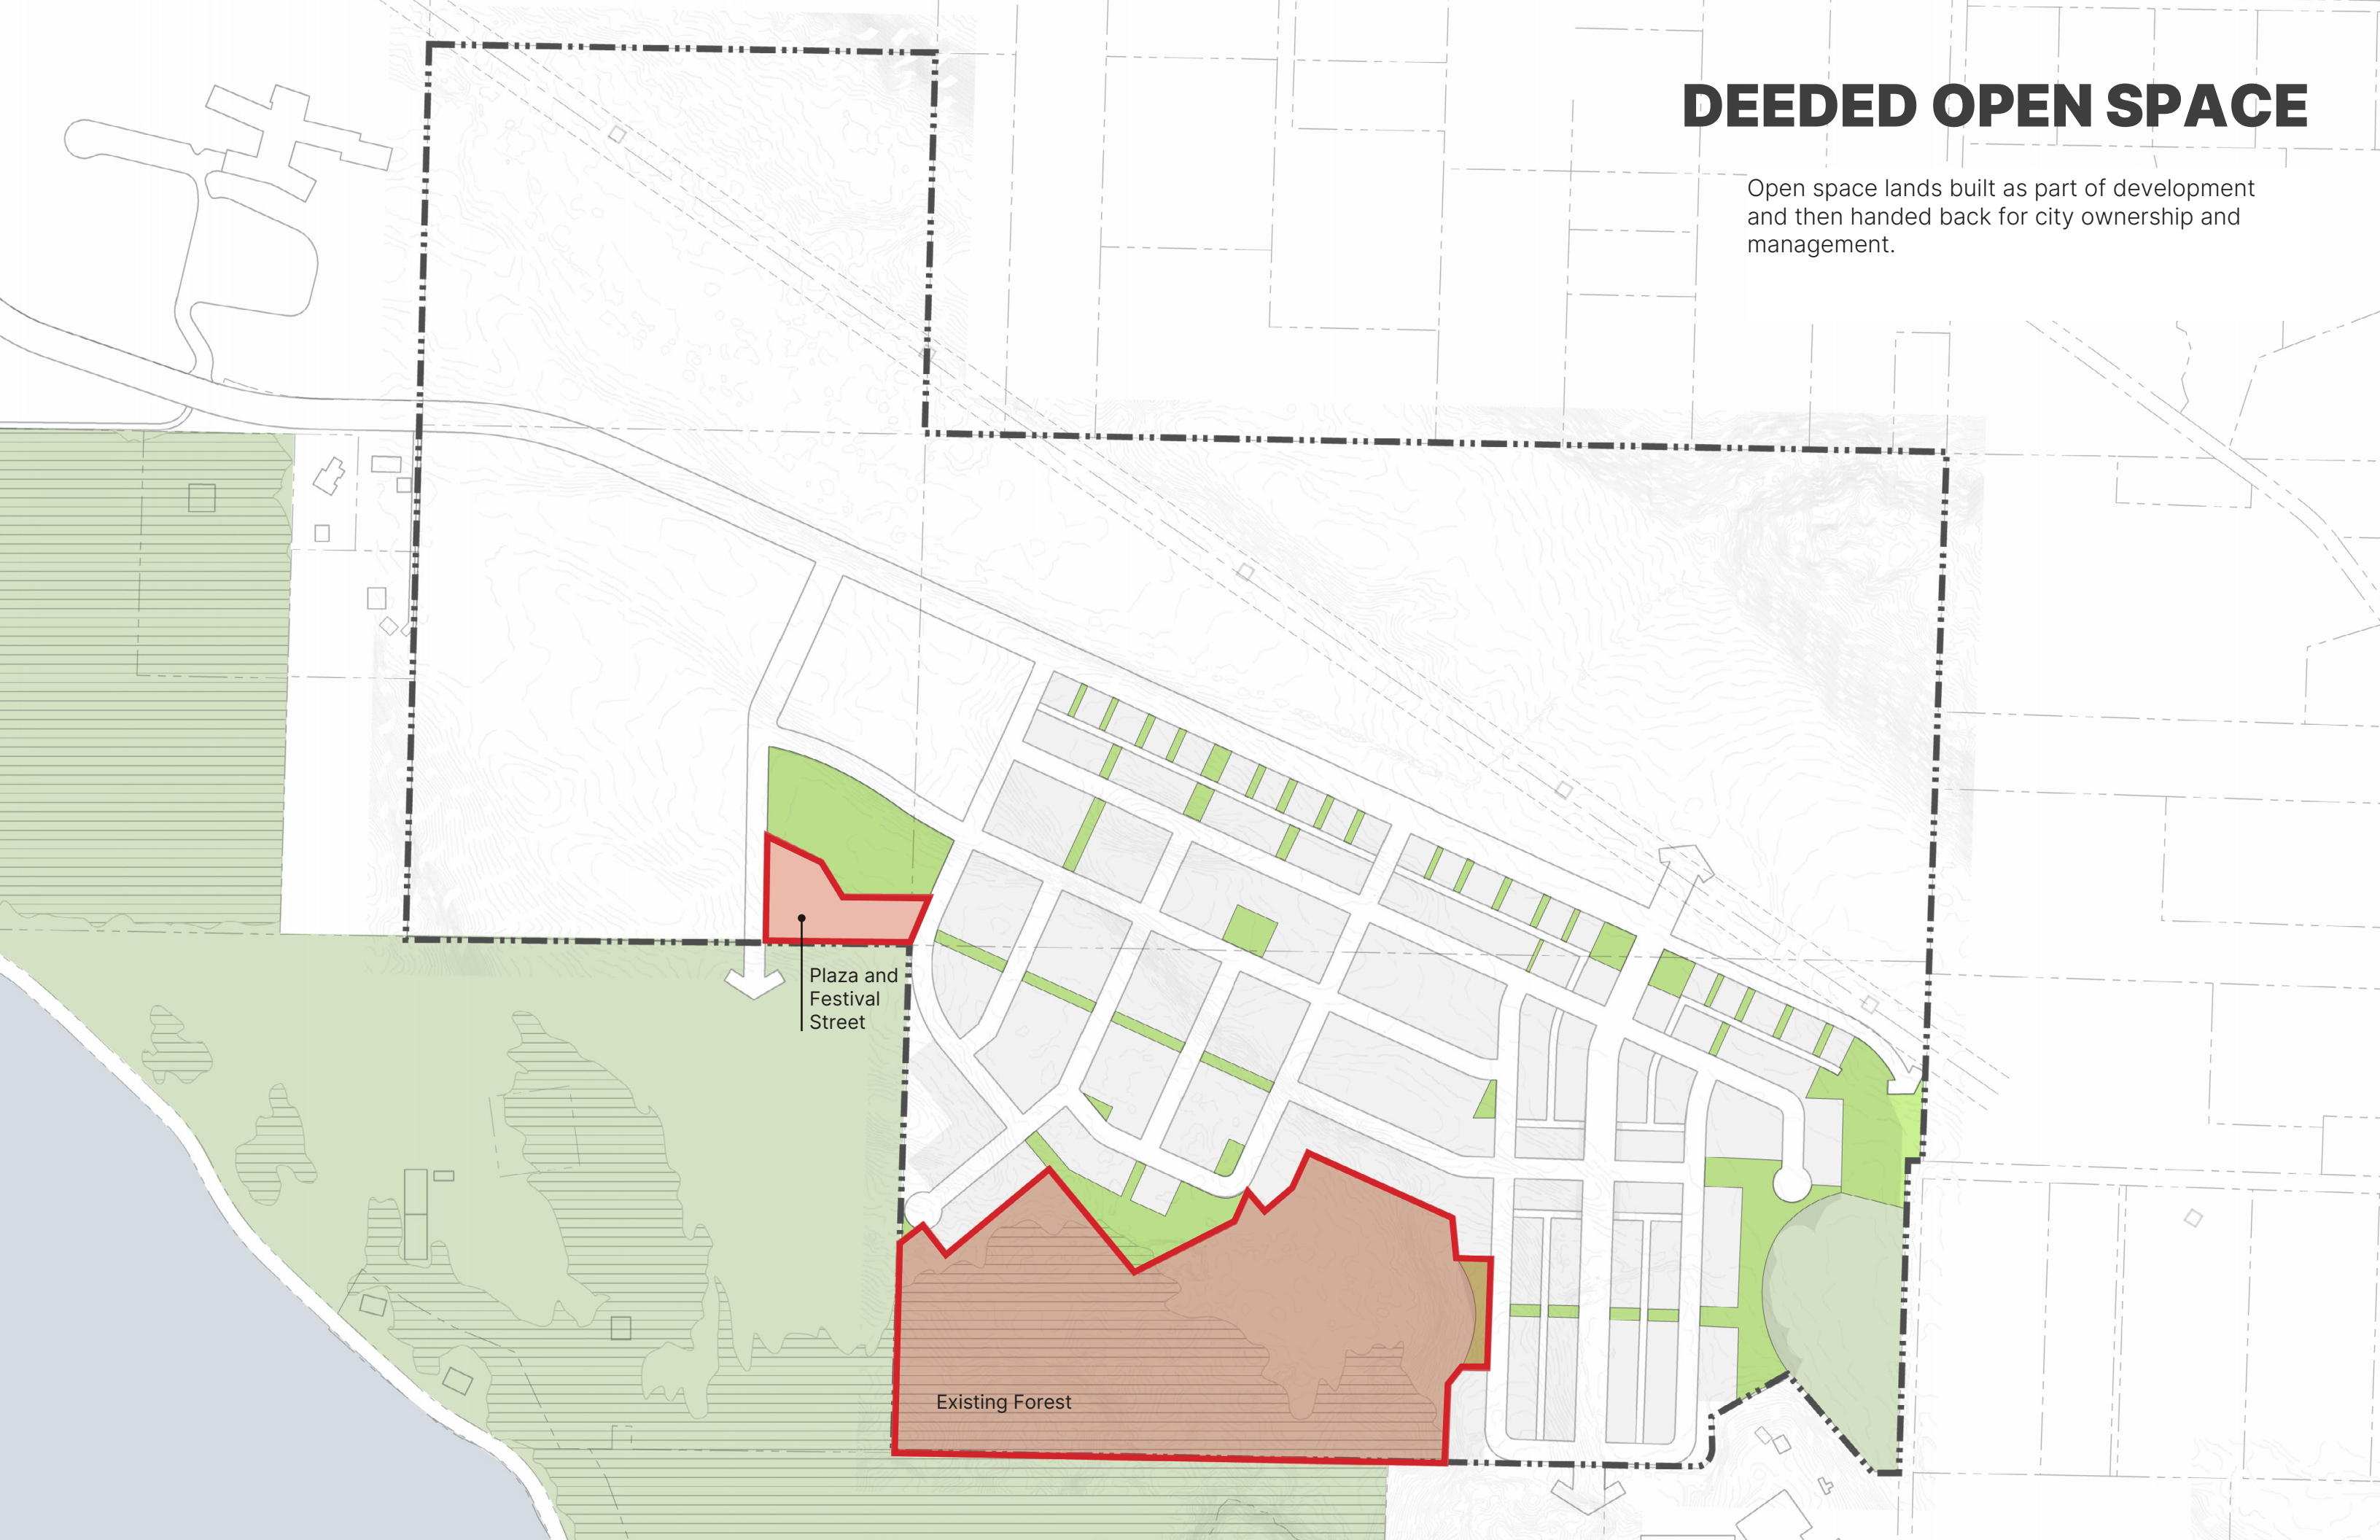 DEEDED OPEN SPACE
Open space lands built as part of development
and then handed back for city ownership and
management.
Plaza and
Festival
Street
Existing Forest